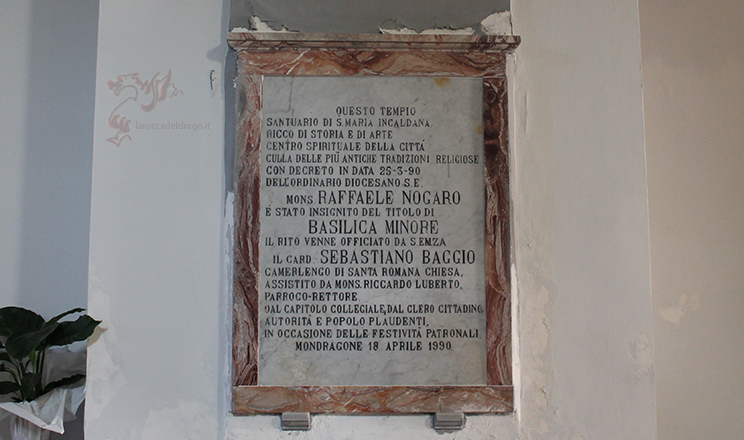 laroccadeldrago.it
QUESTO TEMPIO
SANTUARIO DI S.MARIA INCALDANA,
RICCO DI STORIA E DI ARTE
CENTRO SPIRITUALE DELLA CITTÁ
CULLA DELLE PIÙ ANTICHE TRADIZIONI RELIGIOSE
CON DECRETO IN DATA 25-3-90
DELL'ORDINARIO DIOCESANO S.E.
MONS. RAFFAELE NOGARO
È STATO INSIGNITO DEL TITOLO DI
BASILICA MINORE
IL RITO VENNE OFFICIATO DA S.EMZA
IL CARD. SEBASTIANO BAGGIO
CAMERLENGO DI SANTA ROMANA CHIESA,
ASSISTITO DA MONS.RICCARDO LUBERTO,
PARROCO-RETTORE.
DAL CAPITOLO COLLEGIALE,DAL CLERO CITTADINO,
AUTORITÀ E POPOLO PLAUDENTI,
IN OCCASIONE DELLE FESTIVITÀ PATRONALI
MONDRAGONE 18 APRILE 1990